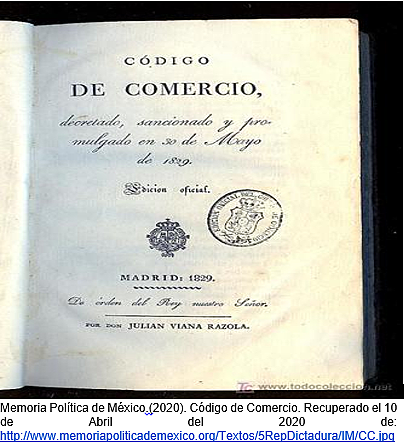 CÓDIGO
DE COMERCIO,
decretado, sancionado y pro-
mulgado en 30 de Mayo
de 1829.
Edicion oficial.
MADRID: 1829.
De órden del Rey nuestro Señor.
POR DON JULIAN VIANA RAZOLA.
todocoleccion
Memoria Política de México,(2020). Código de Comercio. Recuperado el 10
de Abril del 2020 de:
http://www.memoriapoliticademexico.org/Textos/5RepDictadura/IM/CC.jpg